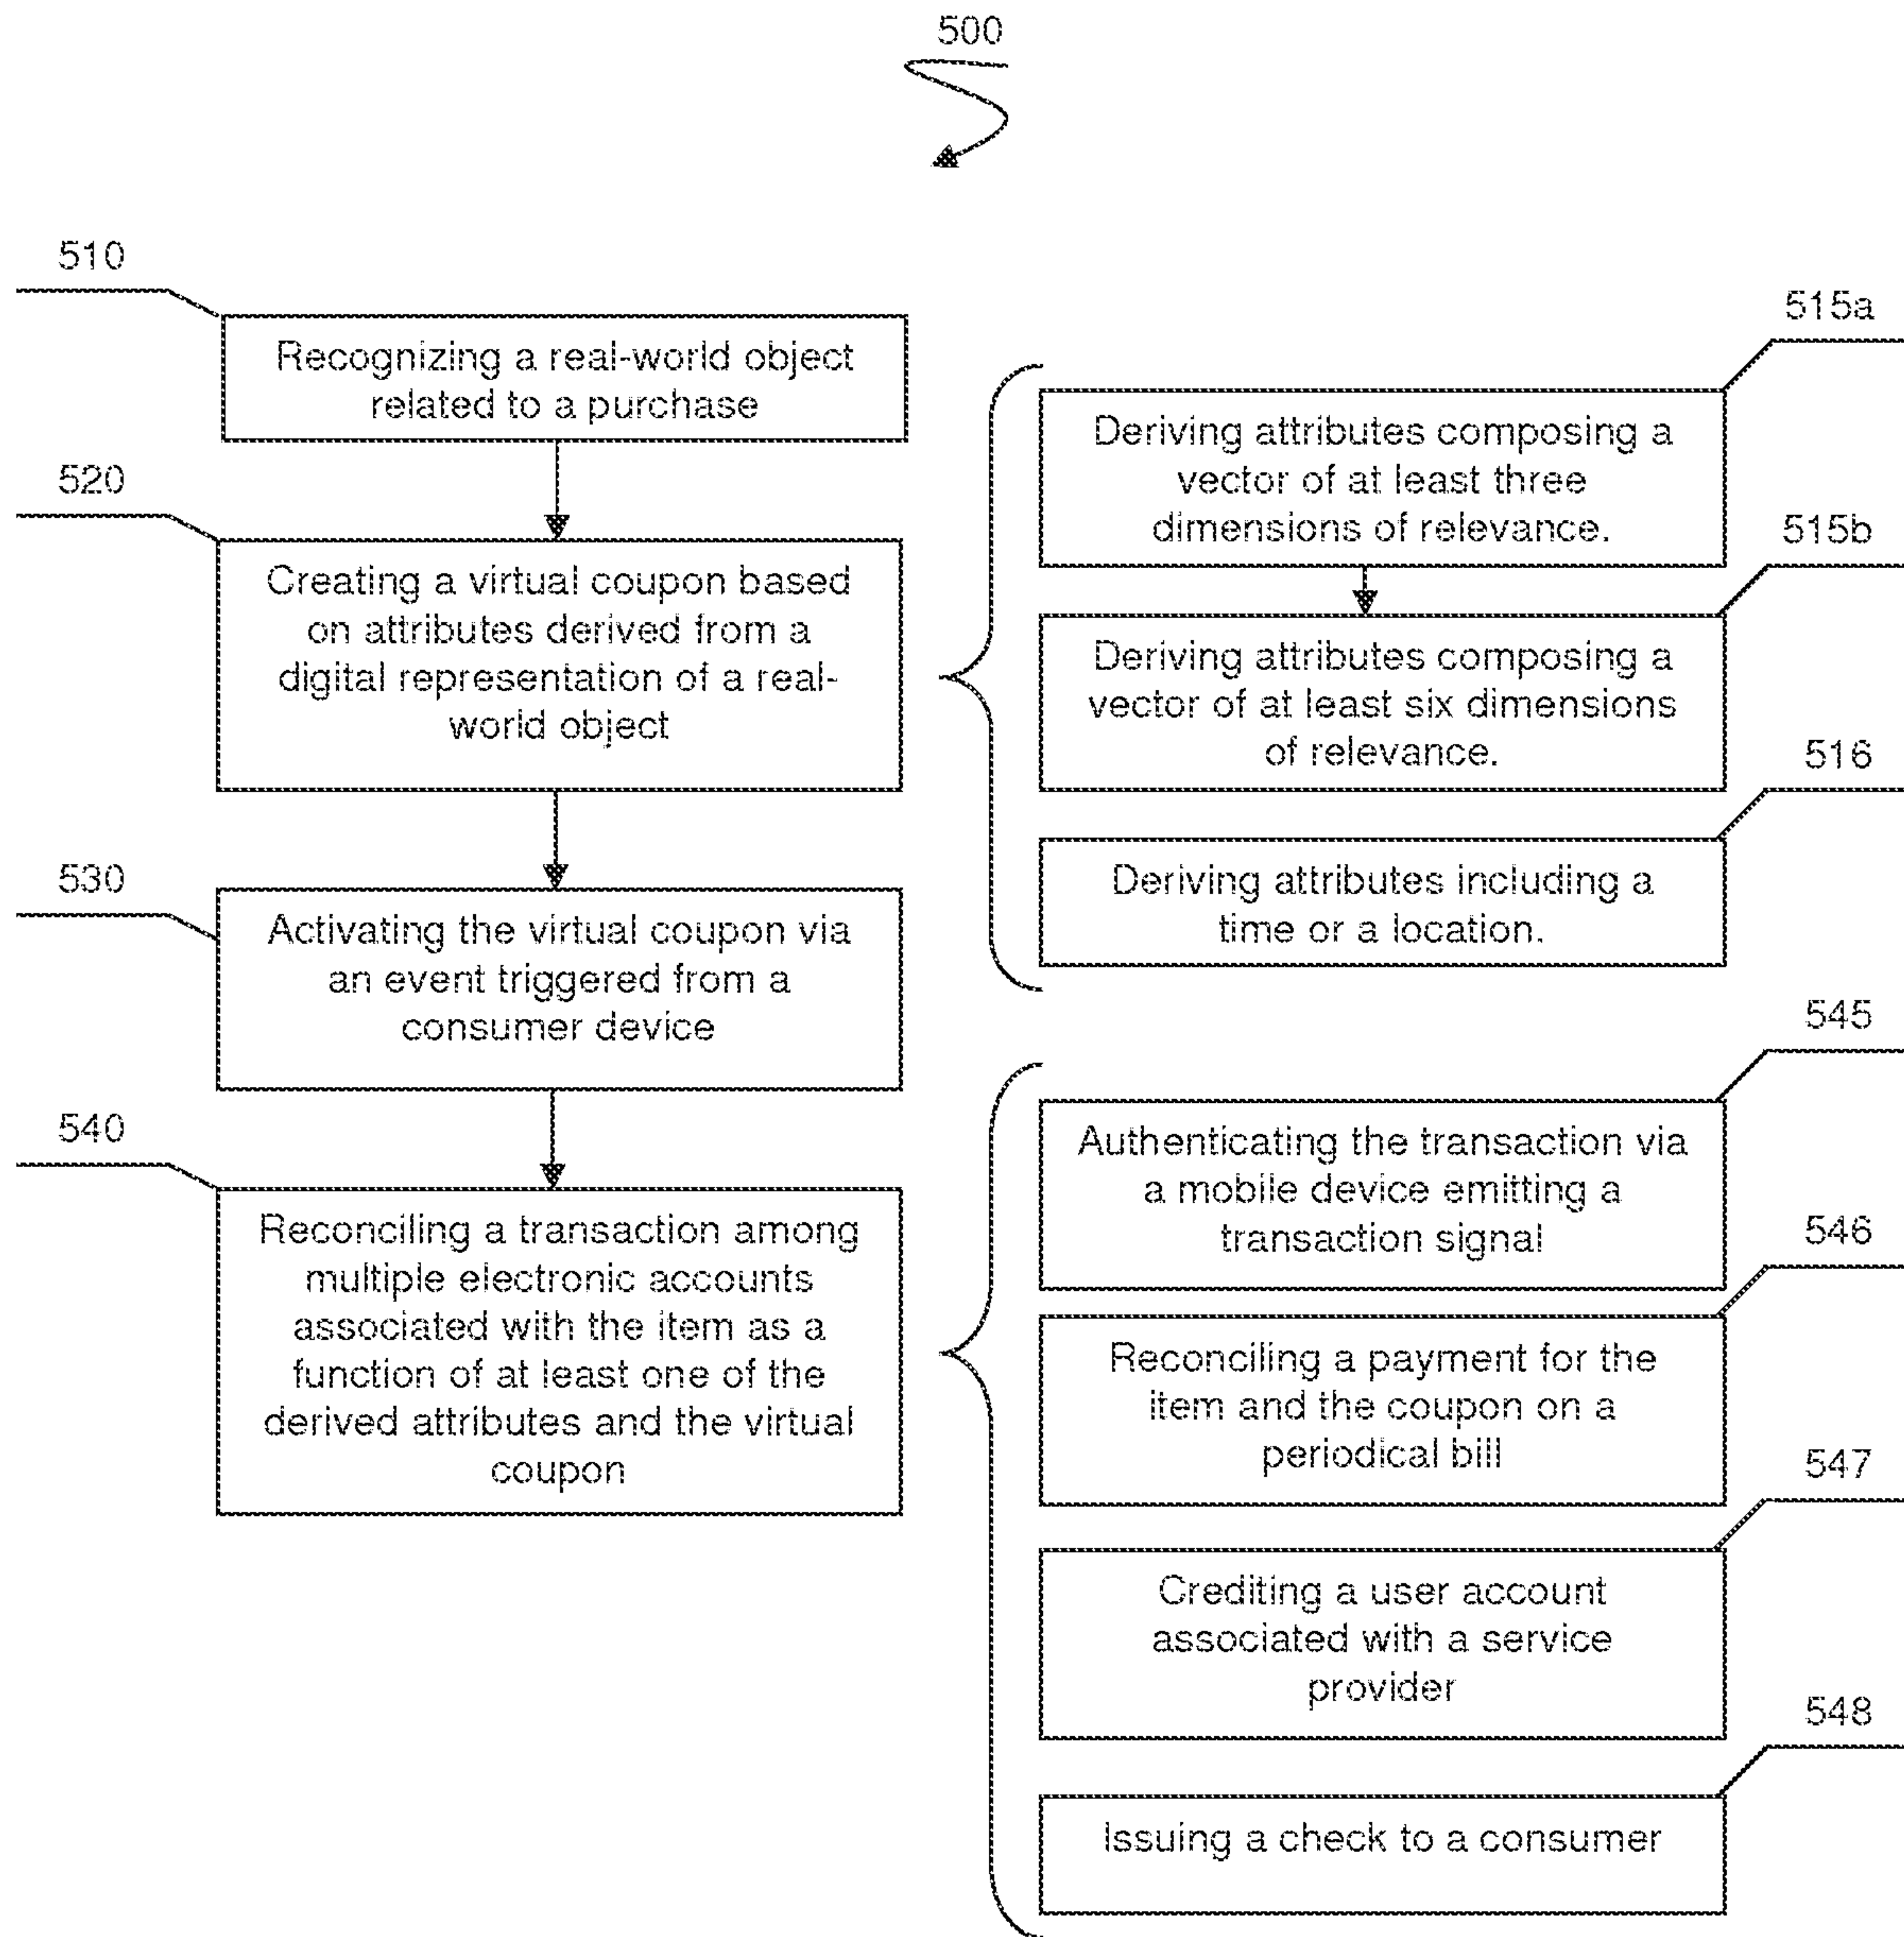 500
510
Recognizing a real-world object
related to a purchase
520
Creating a virtual coupon based
on attributes derived from a
digital representation of a real-
world object
530
Activating the virtual coupon via
an event triggered from a
consumer device
540
Reconciling a transaction among
multiple electronic accounts
associated with the item as a
function of at least one of the
derived attributes and the virtual
coupon
515a
Deriving attributes composing a
vector of at least three
dimensions of relevance.
515b
Deriving attributes composing a
vector of at least six dimensions
of relevance.
516
Deriving attributes including a
time or a location.
545
Authenticating the transaction via
a mobile device emitting a
transaction signal
546
Reconciling a payment for the
item and the coupon on a
periodical bill
547
Crediting a user account
associated with a service
provider
548
Issuing a check to a consumer